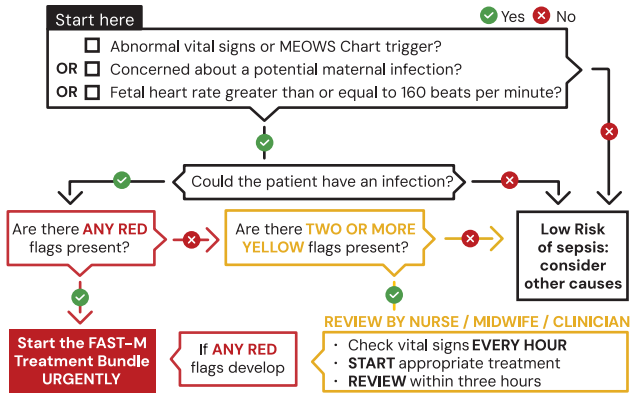 Start here
Yes No
Abnormal vital signs or MEOWS Chart trigger?
OR Concerned about a potential maternal infection?
OR Fetal heart rate greater than or equal to 160 beats per minute?
Could the patient have an infection?
Are there ANY RED
flags present?
Are there TWO OR MORE
YELLOW flags present?
Low Risk
of sepsis:
consider
other causes
Start the FAST-M
Treatment Bundle
URGENTLY
If ANY RED
flags develop
REVIEW BY NURSE / MIDWIFE / CLINICIAN
· Check vital signs EVERY HOUR
· START appropriate treatment
· REVIEW within three hours